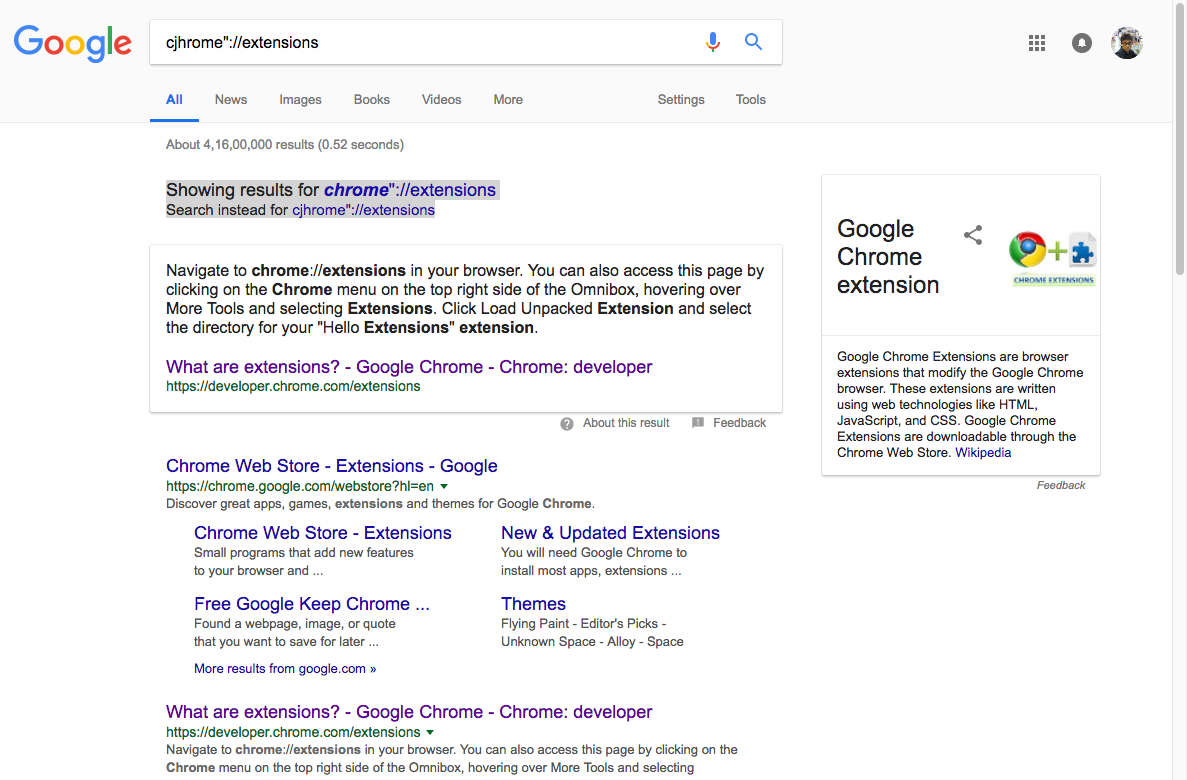 Google
cjhrome"://extensions
All News Images Books Videos More Settings Tools
About 4,16,00,000 results (0.52 seconds)
Showing results for chrome"://extensions
Search instead for cjhrome"://extensions
Navigate to chrome://extensions in your browser. You can also access this page by
clicking on the Chrome menu on the top right side of the Omnibox, hovering over
More Tools and selecting Extensions. Click Load Unpacked Extension and select
the directory for your "Hello Extensions" extension.
What are extensions? - Google Chrome - Chrome: developer
https://developer.chrome.com/extensions
About this result Feedback
Chrome Web Store - Extensions - Google
https://chrome.google.com/webstore?hl=en
Discover great apps, games, extensions and themes for Google Chrome.
Chrome Web Store - Extensions
Small programs that add new features
to your browser and ...
New & Updated Extensions
You will need Google Chrome to
install most apps, extensions ...
Free Google Keep Chrome ...
Found a webpage, image, or quote
that you want to save for later ...
Themes
Flying Paint - Editor's Picks -
Unknown Space - Alloy - Space
More results from google.com »
What are extensions? - Google Chrome - Chrome: developer
https://developer.chrome.com/extensions
Navigate to chrome://extensions in your browser. You can also access this page by clicking on the
Chrome menu on the top right side of the Omnibox, hovering over More Tools and selecting
Google
Chrome
extension
CHROME EXTENSIONS
Google Chrome Extensions are browser
extensions that modify the Google Chrome
browser. These extensions are written
using web technologies like HTML,
JavaScript, and CSS. Google Chrome
Extensions are downloadable through the
Chrome Web Store. Wikipedia
Feedback